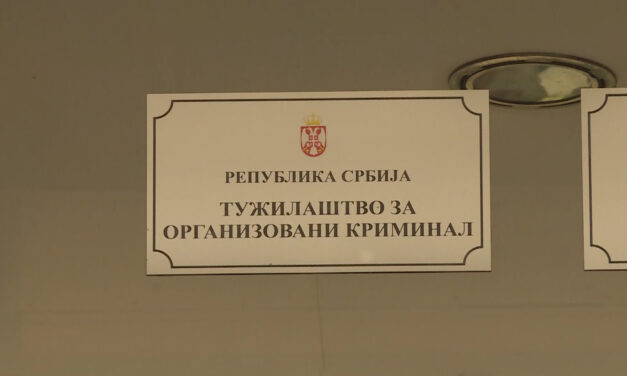 РЕПУБЛИКА СРБИЈА
ТУЖИЛАШТВО ЗА
ОРГАНИЗОВАНИ КРИМИНАЛ